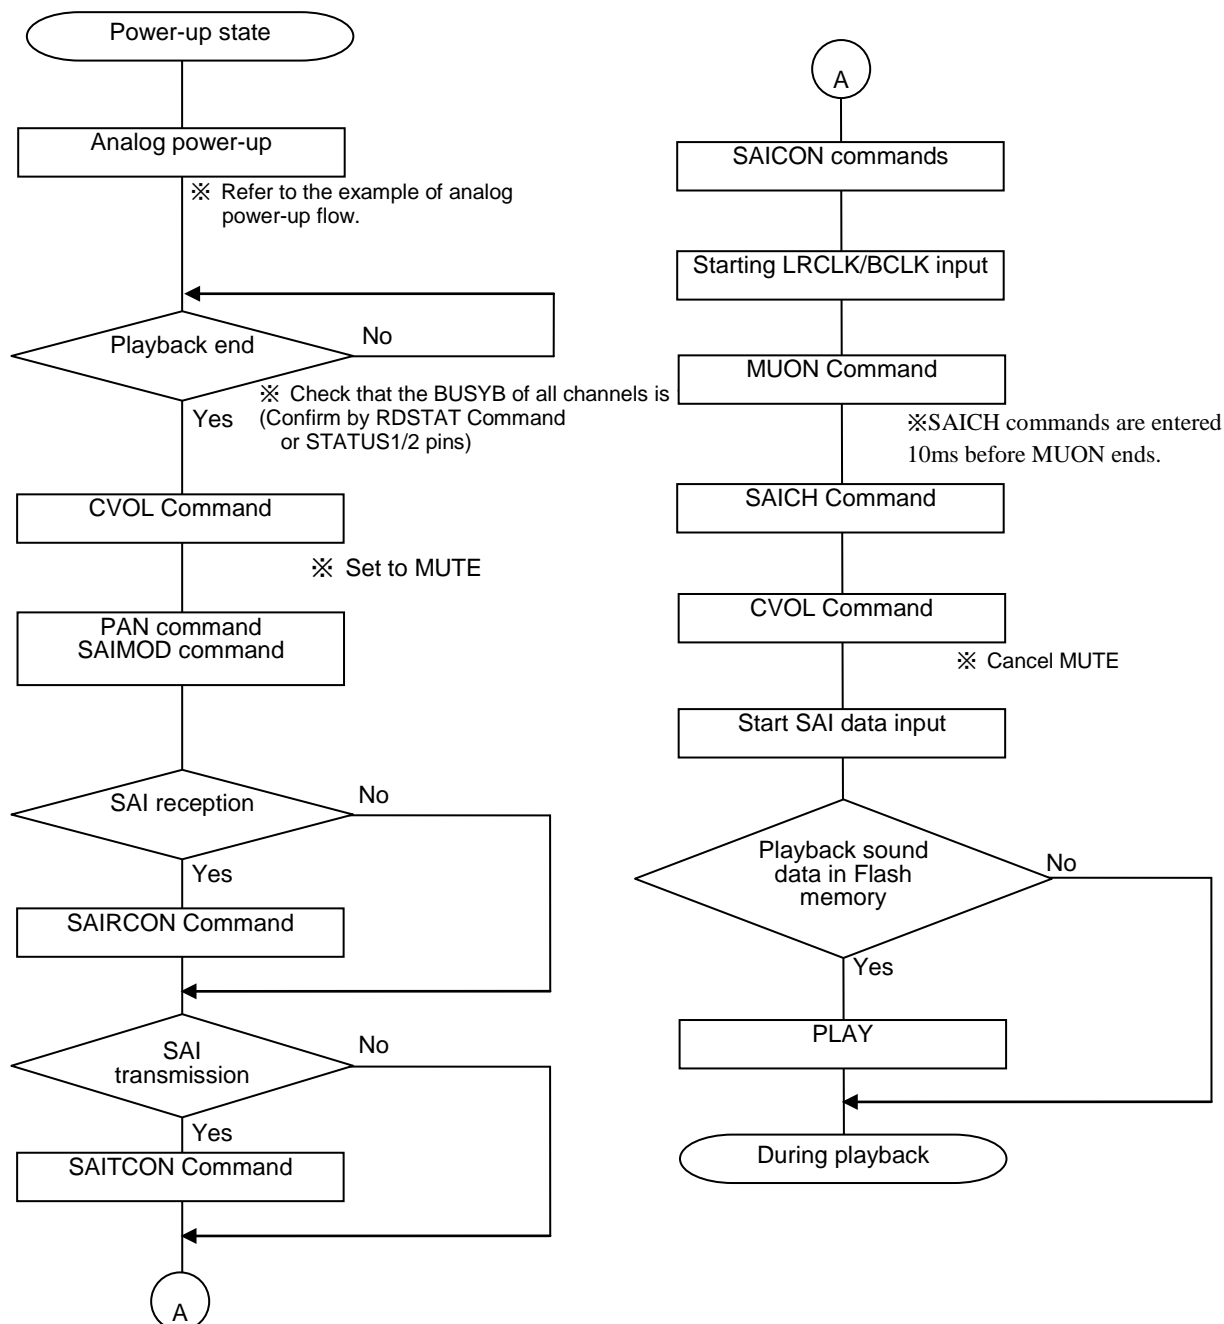 Power-up state
Analog power-up
※ Refer to the example of analog
power-up flow.
Playback end
No
※ Check that the BUSYB of all channels is
(Confirm by RDSTAT Command
or STATUS1/2 pins)
Yes
CVOL Command
※ Set to MUTE
PAN command
SAIMOD command
SAI reception
No
Yes
SAIRCON Command
SAI
transmission
No
Yes
SAITCON Command
A
A
SAICON commands
Starting LRCLK/BCLK input
MUON Command
※SAICH commands are entered
10ms before MUON ends.
SAICH Command
CVOL Command
※ Cancel MUTE
Start SAI data input
Playback sound
data in Flash
memory
No
Yes
PLAY
During playback